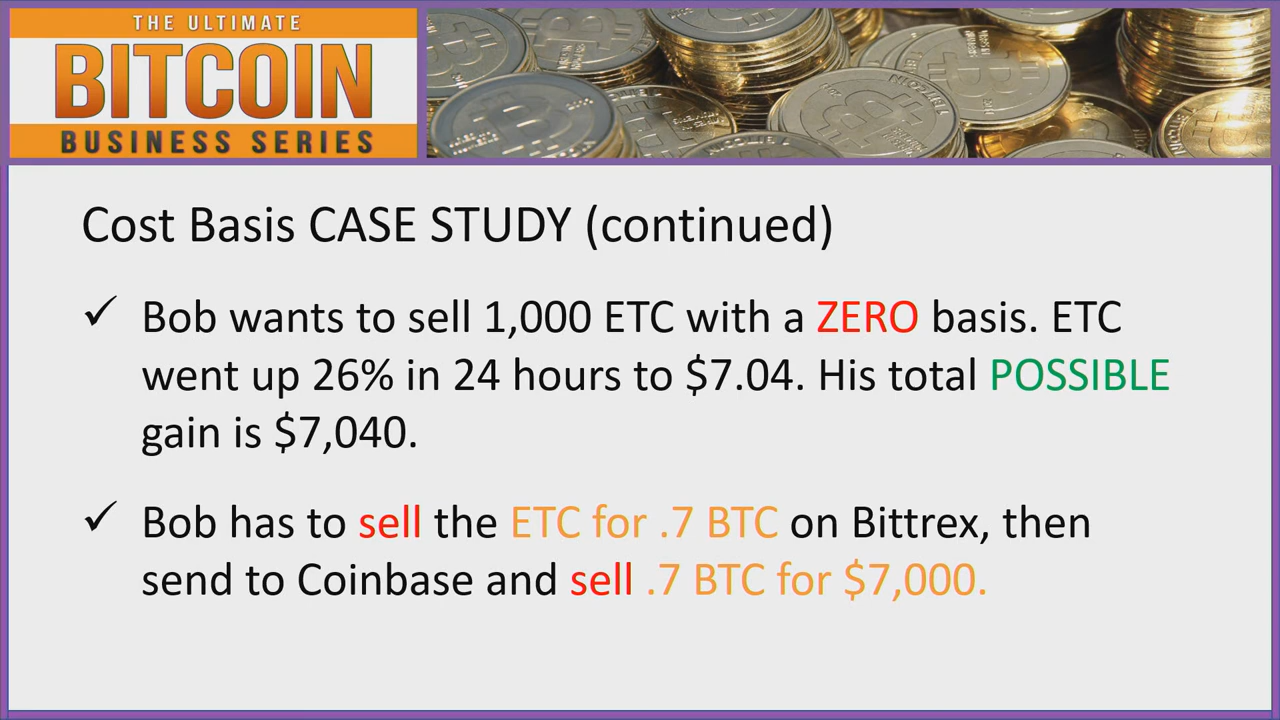 THE ULTIMATE
BITCOIN
BUSINESS SERIES
Cost Basis CASE STUDY (continued)
✓ Bob wants to sell 1,000 ETC with a ZERO basis. ETC
went up 26% in 24 hours to $7.04. His total POSSIBLE
gain is $7,040.
✓ Bob has to sell the ETC for .7 BTC on Bittrex, then
send to Coinbase and sell .7 BTC for $7,000.